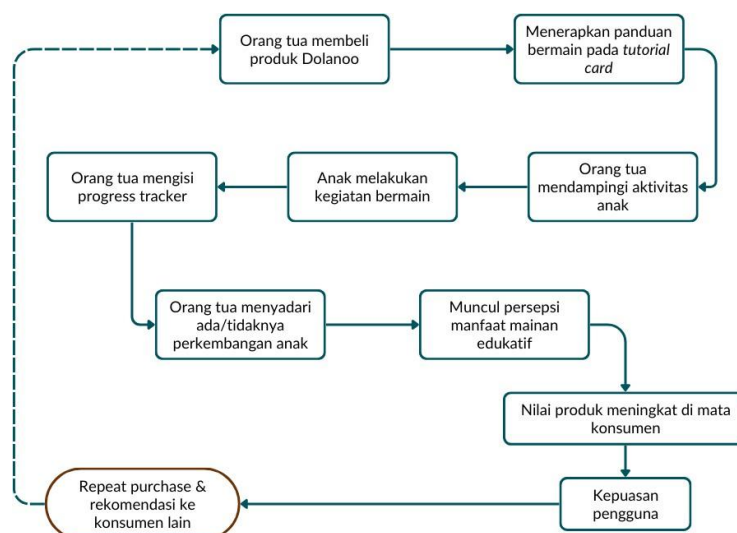 Orang tua membeli
produk Dolanoo
Menerapkan panduan
bermain pada tutorial
card
Orang tua
mendampingi aktivitas
anak
Anak melakukan
kegiatan bermain
Orang tua mengisi
progress tracker
Orang tua menyadari
ada/tidaknya
perkembangan anak
Muncul persepsi
manfaat mainan
edukatif
Nilai produk meningkat di mata
konsumen
Kepuasan
pengguna
Repeat purchase &
rekomendasi ke
konsumen lain